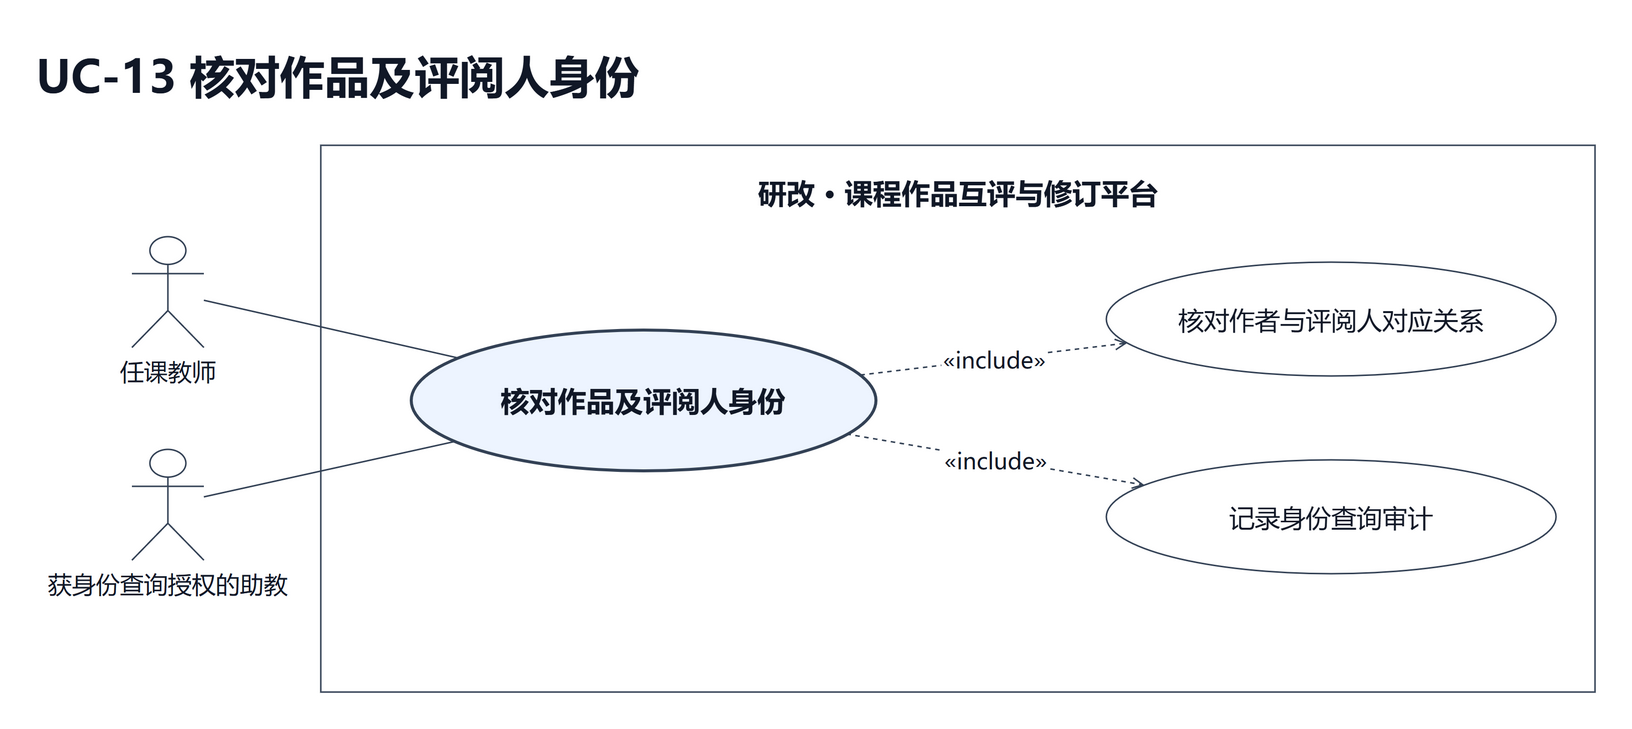 UC-13 核对作品及评阅人身份
研改·课程作品互评与修订平台
任课教师
获身份查询授权的助教
核对作品及评阅人身份
«include»
«include»
核对作者与评阅人对应关系
记录身份查询审计